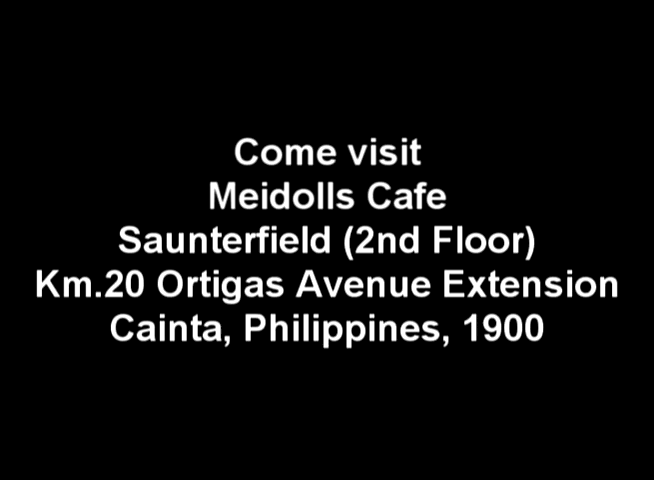 Come visit
Meidolls Cafe
Saunterfield (2nd Floor)
Km.20 Ortigas Avenue Extension
Cainta, Philippines, 1900